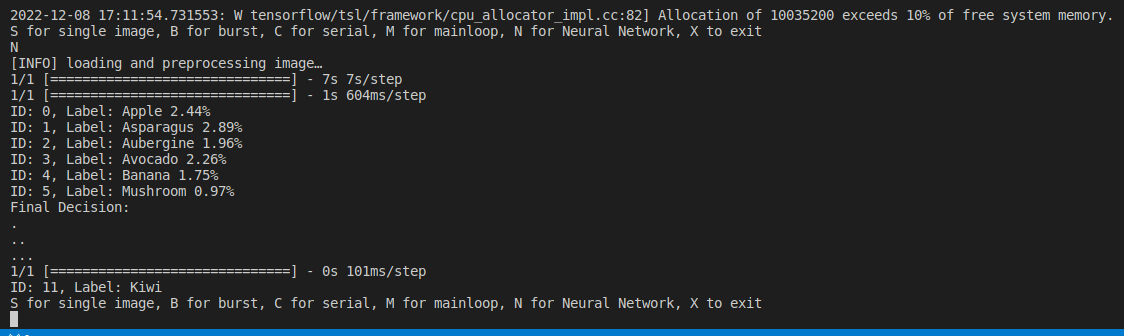 2022-12-08 17:11:54.731553: W tensorflow/tsl/framework/cpu_allocator_impl.cc:82] Allocation of 10035200 exceeds 10% of free system memory.
S for single image, B for burst, C for serial, M for mainloop, N for Neural Network, X to exit
N
[INFO] loading and preprocessing image…
1/1 [==============================] - 7s 7s/step
1/1 [==============================] - 1s 604ms/step
ID: 0, Label: Apple 2.44%
ID: 1, Label: Asparagus 2.89%
ID: 2, Label: Aubergine 1.96%
ID: 3, Label: Avocado 2.26%
ID: 4, Label: Banana 1.75%
ID: 5, Label: Mushroom 0.97%
Final Decision:
.
..
...
1/1 [==============================] - 0s 101ms/step
ID: 11, Label: Kiwi
S for single image, B for burst, C for serial, M for mainloop, N for Neural Network, X to exit